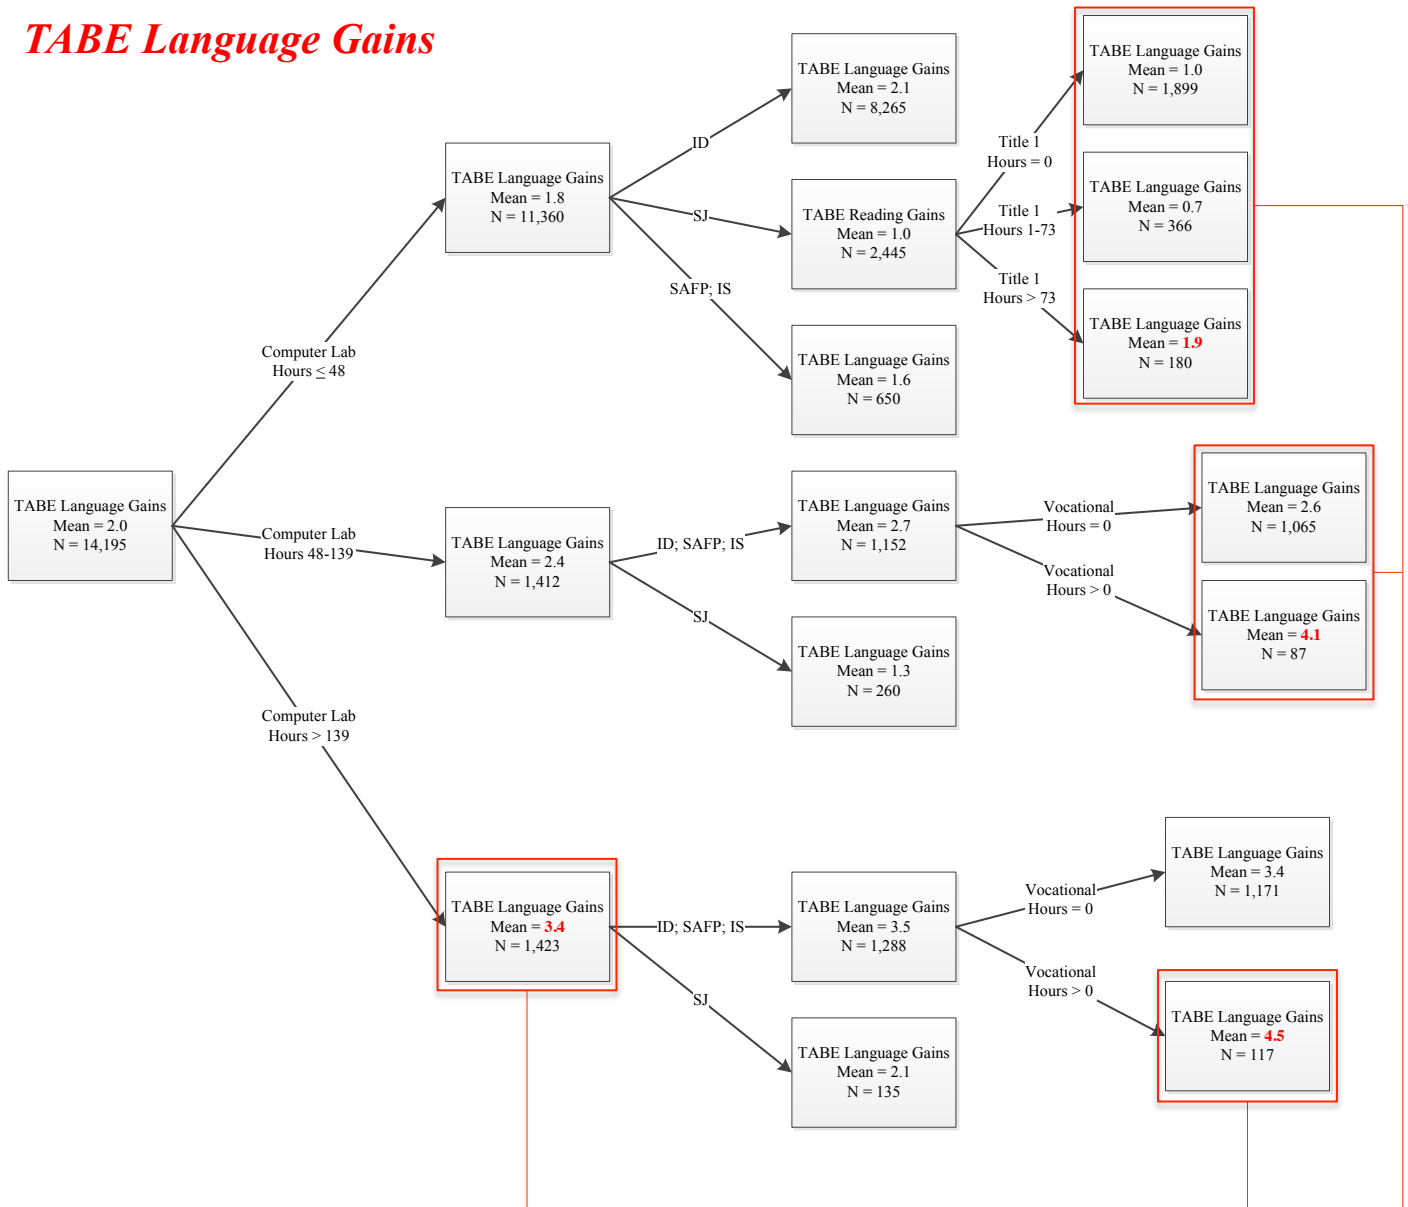 TABE Language Gains
TABE Language Gains
Mean = 2.0
N = 14,195
Computer Lab
Hours ≤ 48
Computer Lab
Hours 48-139
Computer Lab
Hours > 139
TABE Language Gains
Mean = 1.8
N = 11,360
ID
SJ
SAFP; IS
TABE Language Gains
Mean = 2.1
N = 8,265
TABE Reading Gains
Mean = 1.0
N = 2,445
TABE Language Gains
Mean = 1.6
N = 650
Title 1
Hours = 0
Title 1
Hours 1-73
Title 1
Hours > 73
TABE Language Gains
Mean = 1.0
N = 1,899
TABE Language Gains
Mean = 0.7
N = 366
TABE Language Gains
Mean = 1.9
N = 180
TABE Language Gains
Mean = 2.4
N = 1,412
ID; SAFP; IS
SJ
TABE Language Gains
Mean = 2.7
N = 1,152
TABE Language Gains
Mean = 1.3
N = 260
Vocational
Hours = 0
Vocational
Hours > 0
TABE Language Gains
Mean = 2.6
N = 1,065
TABE Language Gains
Mean = 4.1
N = 87
TABE Language Gains
Mean = 3.4
N = 1,423
ID; SAFP; IS
SJ
TABE Language Gains
Mean = 3.5
N = 1,288
TABE Language Gains
Mean = 2.1
N = 135
Vocational
Hours = 0
Vocational
Hours > 0
TABE Language Gains
Mean = 3.4
N = 1,171
TABE Language Gains
Mean = 4.5
N = 117